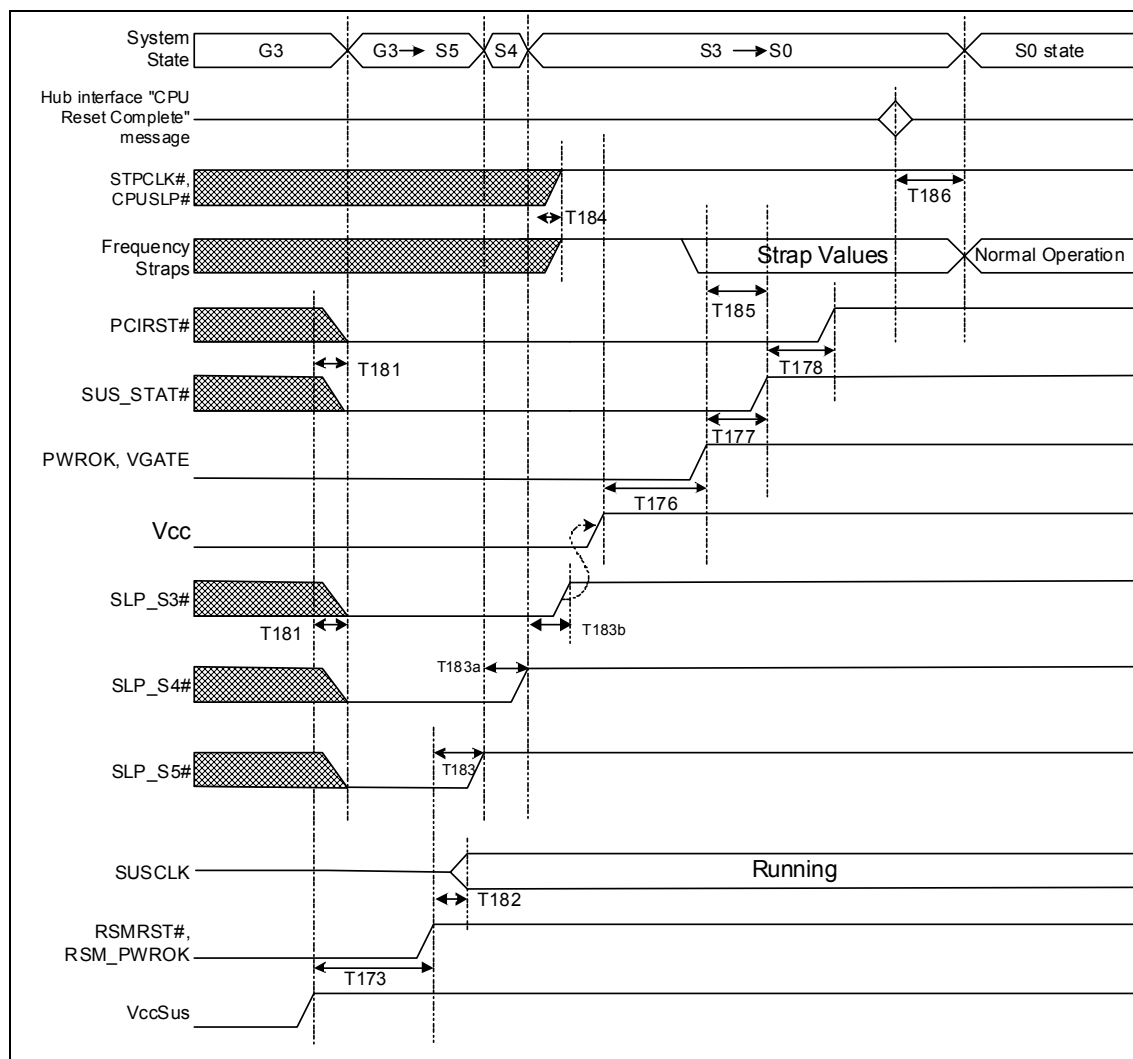 System
State
G3
G3 → S5
S4
S3 → S0
S0 state
Hub interface "CPU
Reset Complete"
message
T186
STPCLK#,
CPUSLP#
T184
Frequency
Straps
Strap Values
Normal Operation
T185
PCIRST#
T181
T178
SUS_STAT#
T177
PWROK, VGATE
T176
Vcc
SLP_S3#
T181
T183b
SLP_S4#
T183a
SLP_S5#
T183
SUSCLK
Running
T182
RSMRST#,
RSM_PWROK
T173
VccSus